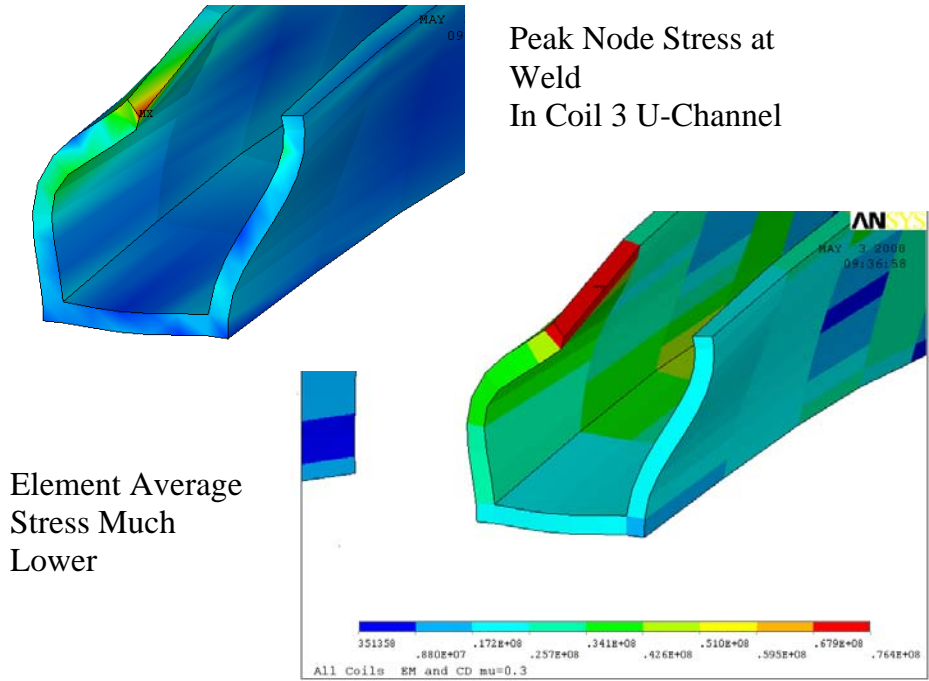 MAY
09
MX
Peak Node Stress at
Weld
In Coil 3 U-Channel
ANSYS
MAY 3 2008
09:36:58
Element Average
Stress Much
Lower
351358 .172E+08 .341E+08 .510E+08 .679E+08
.880E+07 .257E+08 .426E+08 .595E+08 .764E+08
All Coils EM and CD mu=0.3